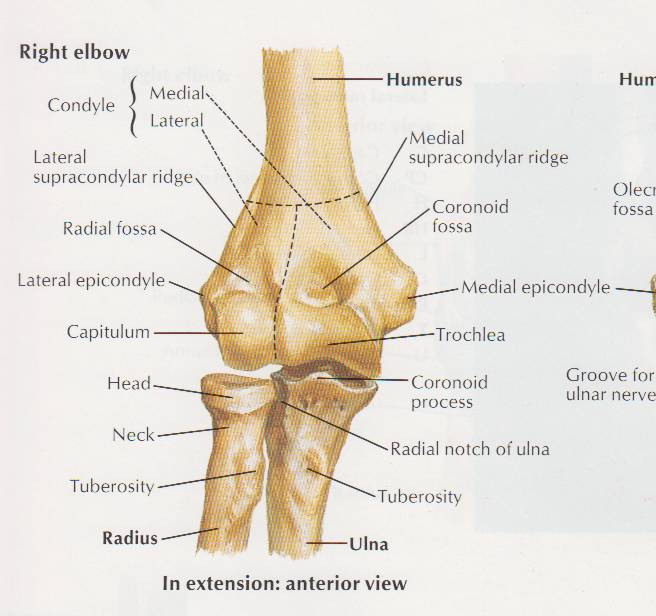 Right elbow
Condyle { Medial
Lateral
Lateral
supracondylar ridge
Radial fossa
Lateral epicondyle
Capitulum
Head
Neck
Tuberosity
Radius
Humerus
Medial
supracondylar ridge
Coronoid
fossa
Medial epicondyle
Trochlea
Coronoid
process
Radial notch of ulna
Tuberosity
Ulna
In extension: anterior view
Hum
Olecr
fossa
Groove for
ulnar nerve